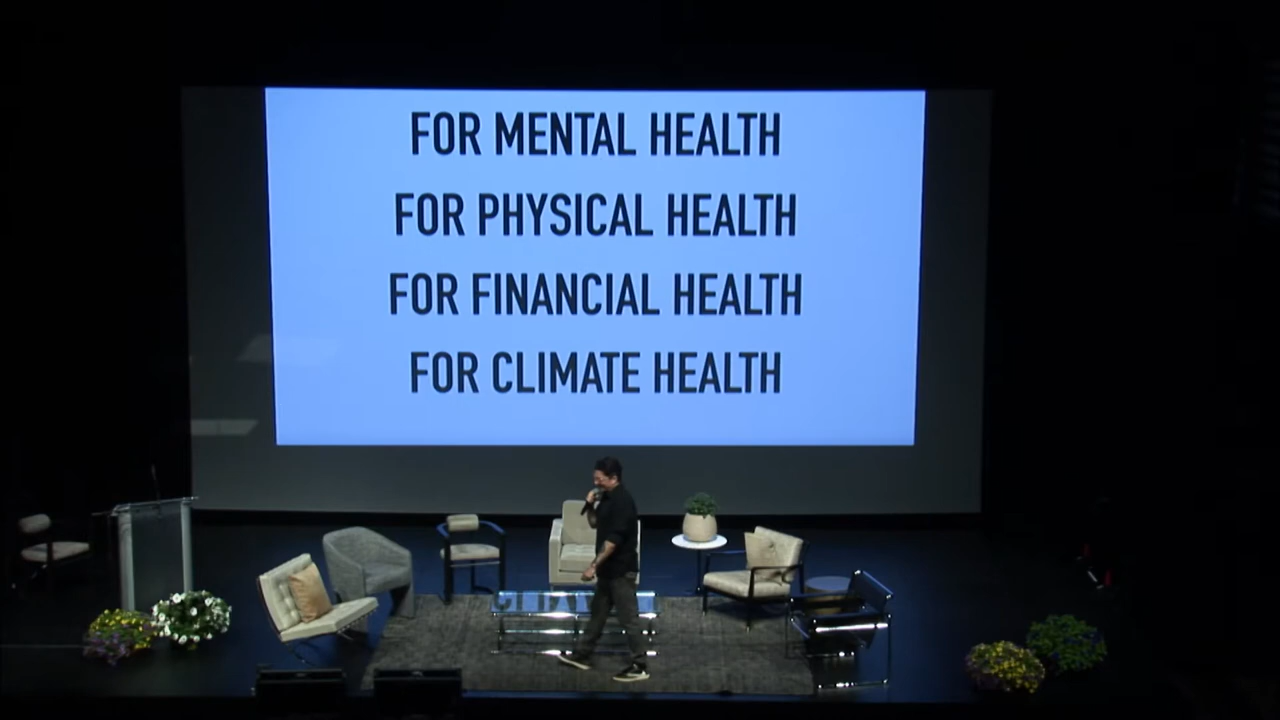 FOR MENTAL HEALTH
FOR PHYSICAL HEALTH
FOR FINANCIAL HEALTH
FOR CLIMATE HEALTH